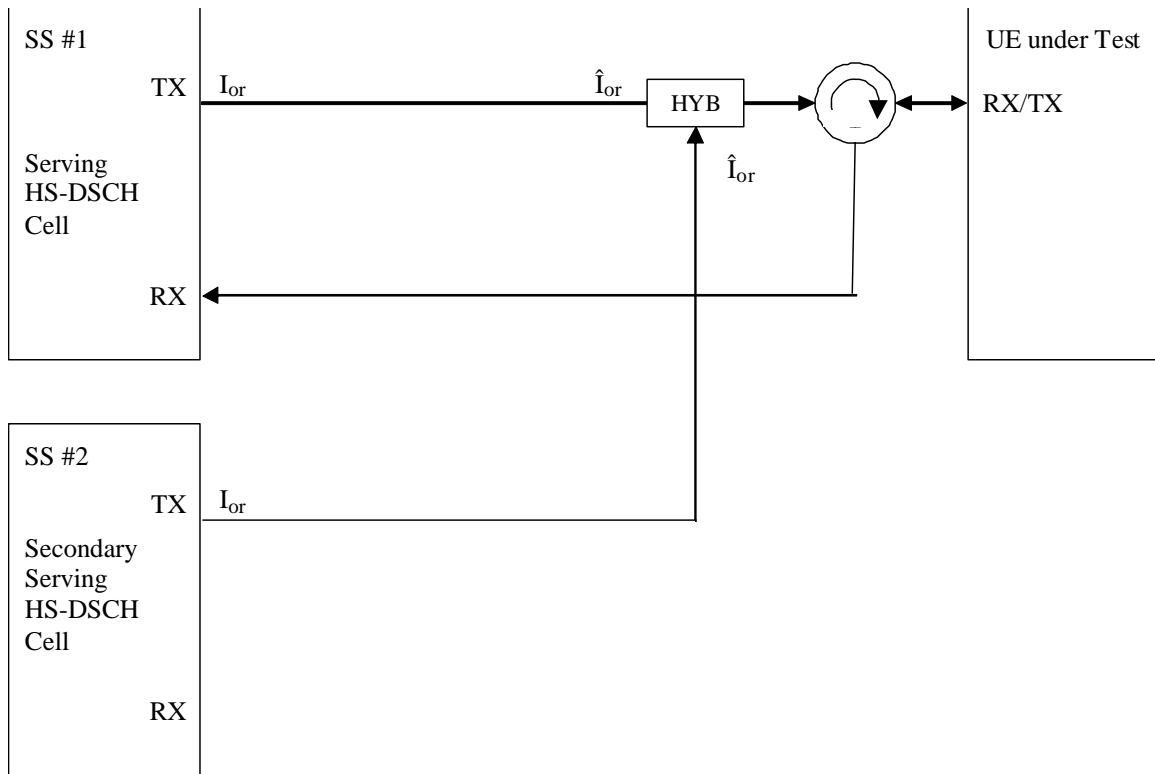 SS #1
UE under Test
TX
I_or
Î_or
HYB
RX/TX
Î_or
Serving
HS-DSCH
Cell
RX
SS #2
TX
I_or
Secondary
Serving
HS-DSCH
Cell
RX